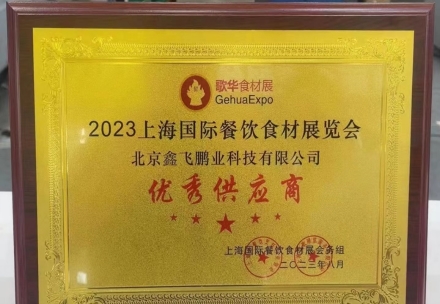 歌华食材展
GehuaExpo
2023上海国际餐饮食材展览会
北京鑫飞鹏业科技有限公司
优秀供应商
上海国际餐饮食材展会务组
二〇二三年八月